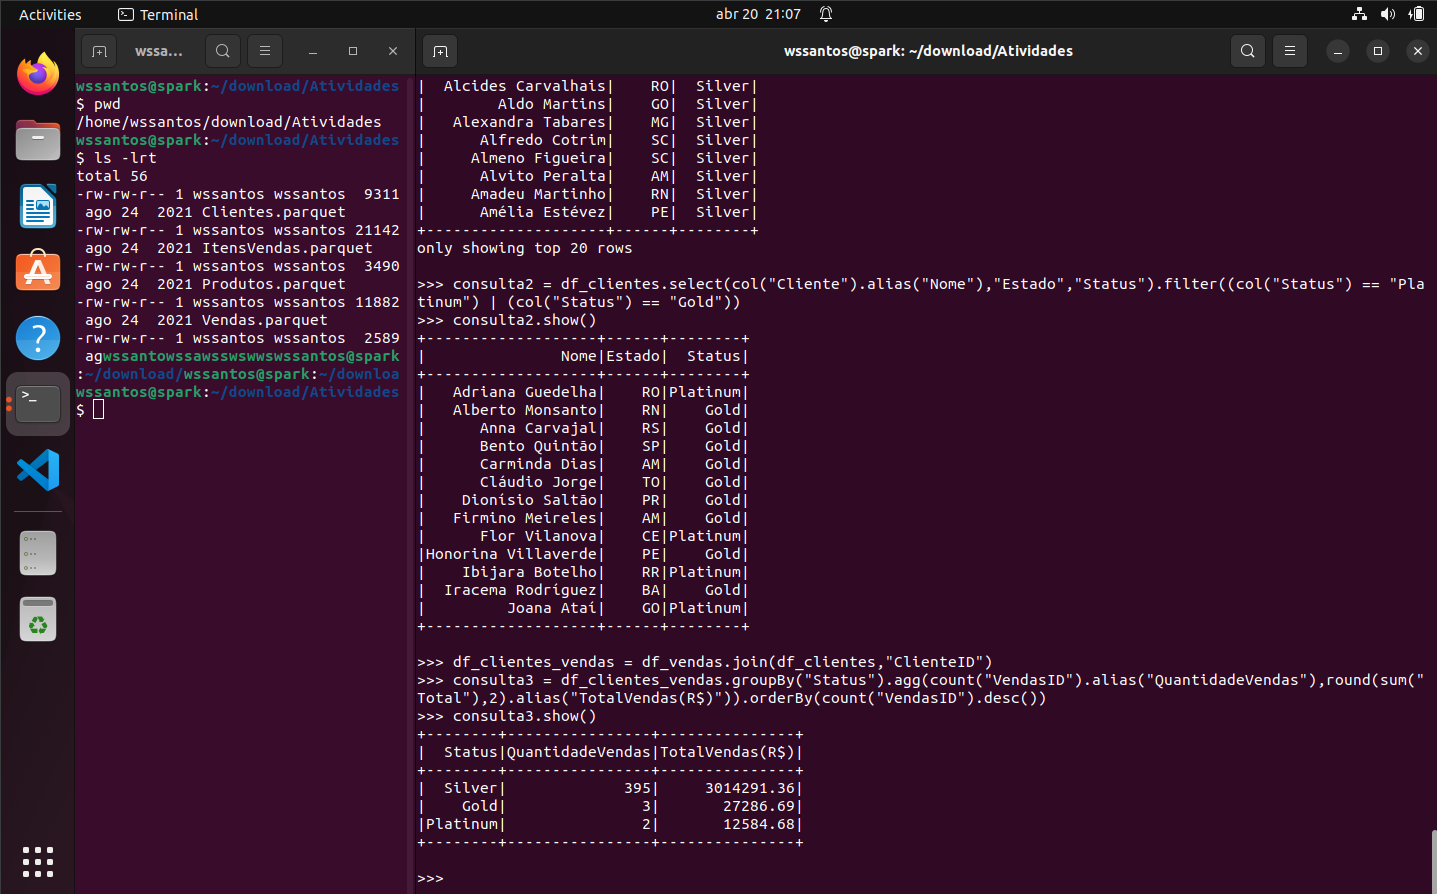 Activities Terminal abr 20 21:07
wssa...
wssantos@spark:~/download/Atividades
$ pwd
/home/wssantos/download/Atividades
wssantos@spark:~/download/Atividades
$ ls -lrt
total 56
-rw-rw-r-- 1 wssantos wssantos  9311
 ago 24  2021 Clientes.parquet
-rw-rw-r-- 1 wssantos wssantos 21142
 ago 24  2021 ItensVendas.parquet
-rw-rw-r-- 1 wssantos wssantos  3490
 ago 24  2021 Produtos.parquet
-rw-rw-r-- 1 wssantos wssantos 11882
 ago 24  2021 Vendas.parquet
-rw-rw-r-- 1 wssantos wssantos  2589
 agwssantowssawsswswwswssantos@spark
:~/download/wssantos@spark:~/downloa
wssantos@spark:~/download/Atividades
$
wssantos@spark: ~/download/Atividades
|  Alcides Carvalhais|    RO|  Silver|
|        Aldo Martins|    GO|  Silver|
|   Alexandra Tabares|    MG|  Silver|
|      Alfredo Cotrim|    SC|  Silver|
|     Almeno Figueira|    SC|  Silver|
|      Alvito Peralta|    AM|  Silver|
|     Amadeu Martinho|    RN|  Silver|
|      Amélia Estévez|    PE|  Silver|
+--------------------+------+--------+
only showing top 20 rows
>>> consulta2 = df_clientes.select(col("Cliente").alias("Nome"),"Estado","Status").filter((col("Status") == "Pla
tinum") | (col("Status") == "Gold"))
>>> consulta2.show()
+-------------------+------+--------+
|               Nome|Estado|  Status|
+-------------------+------+--------+
|   Adriana Guedelha|    RO|Platinum|
|   Alberto Monsanto|    RN|    Gold|
|      Anna Carvajal|    RS|    Gold|
|      Bento Quintão|    SP|    Gold|
|      Carminda Dias|    AM|    Gold|
|      Cláudio Jorge|    TO|    Gold|
|    Dionísio Saltão|    PR|    Gold|
|   Firmino Meireles|    AM|    Gold|
|      Flor Vilanova|    CE|Platinum|
|Honorina Villaverde|    PE|    Gold|
|    Ibijara Botelho|    RR|Platinum|
|  Iracema Rodríguez|    BA|    Gold|
|         Joana Ataí|    GO|Platinum|
+-------------------+------+--------+
>>> df_clientes_vendas = df_vendas.join(df_clientes,"ClienteID")
>>> consulta3 = df_clientes_vendas.groupBy("Status").agg(count("VendasID").alias("QuantidadeVendas"),round(sum("
Total"),2).alias("TotalVendas(R$)")).orderBy(count("VendasID").desc())
>>> consulta3.show()
+--------+----------------+---------------+
|  Status|QuantidadeVendas|TotalVendas(R$)|
+--------+----------------+---------------+
|  Silver|             395|     3014291.36|
|    Gold|               3|       27286.69|
|Platinum|               2|       12584.68|
+--------+----------------+---------------+
>>>